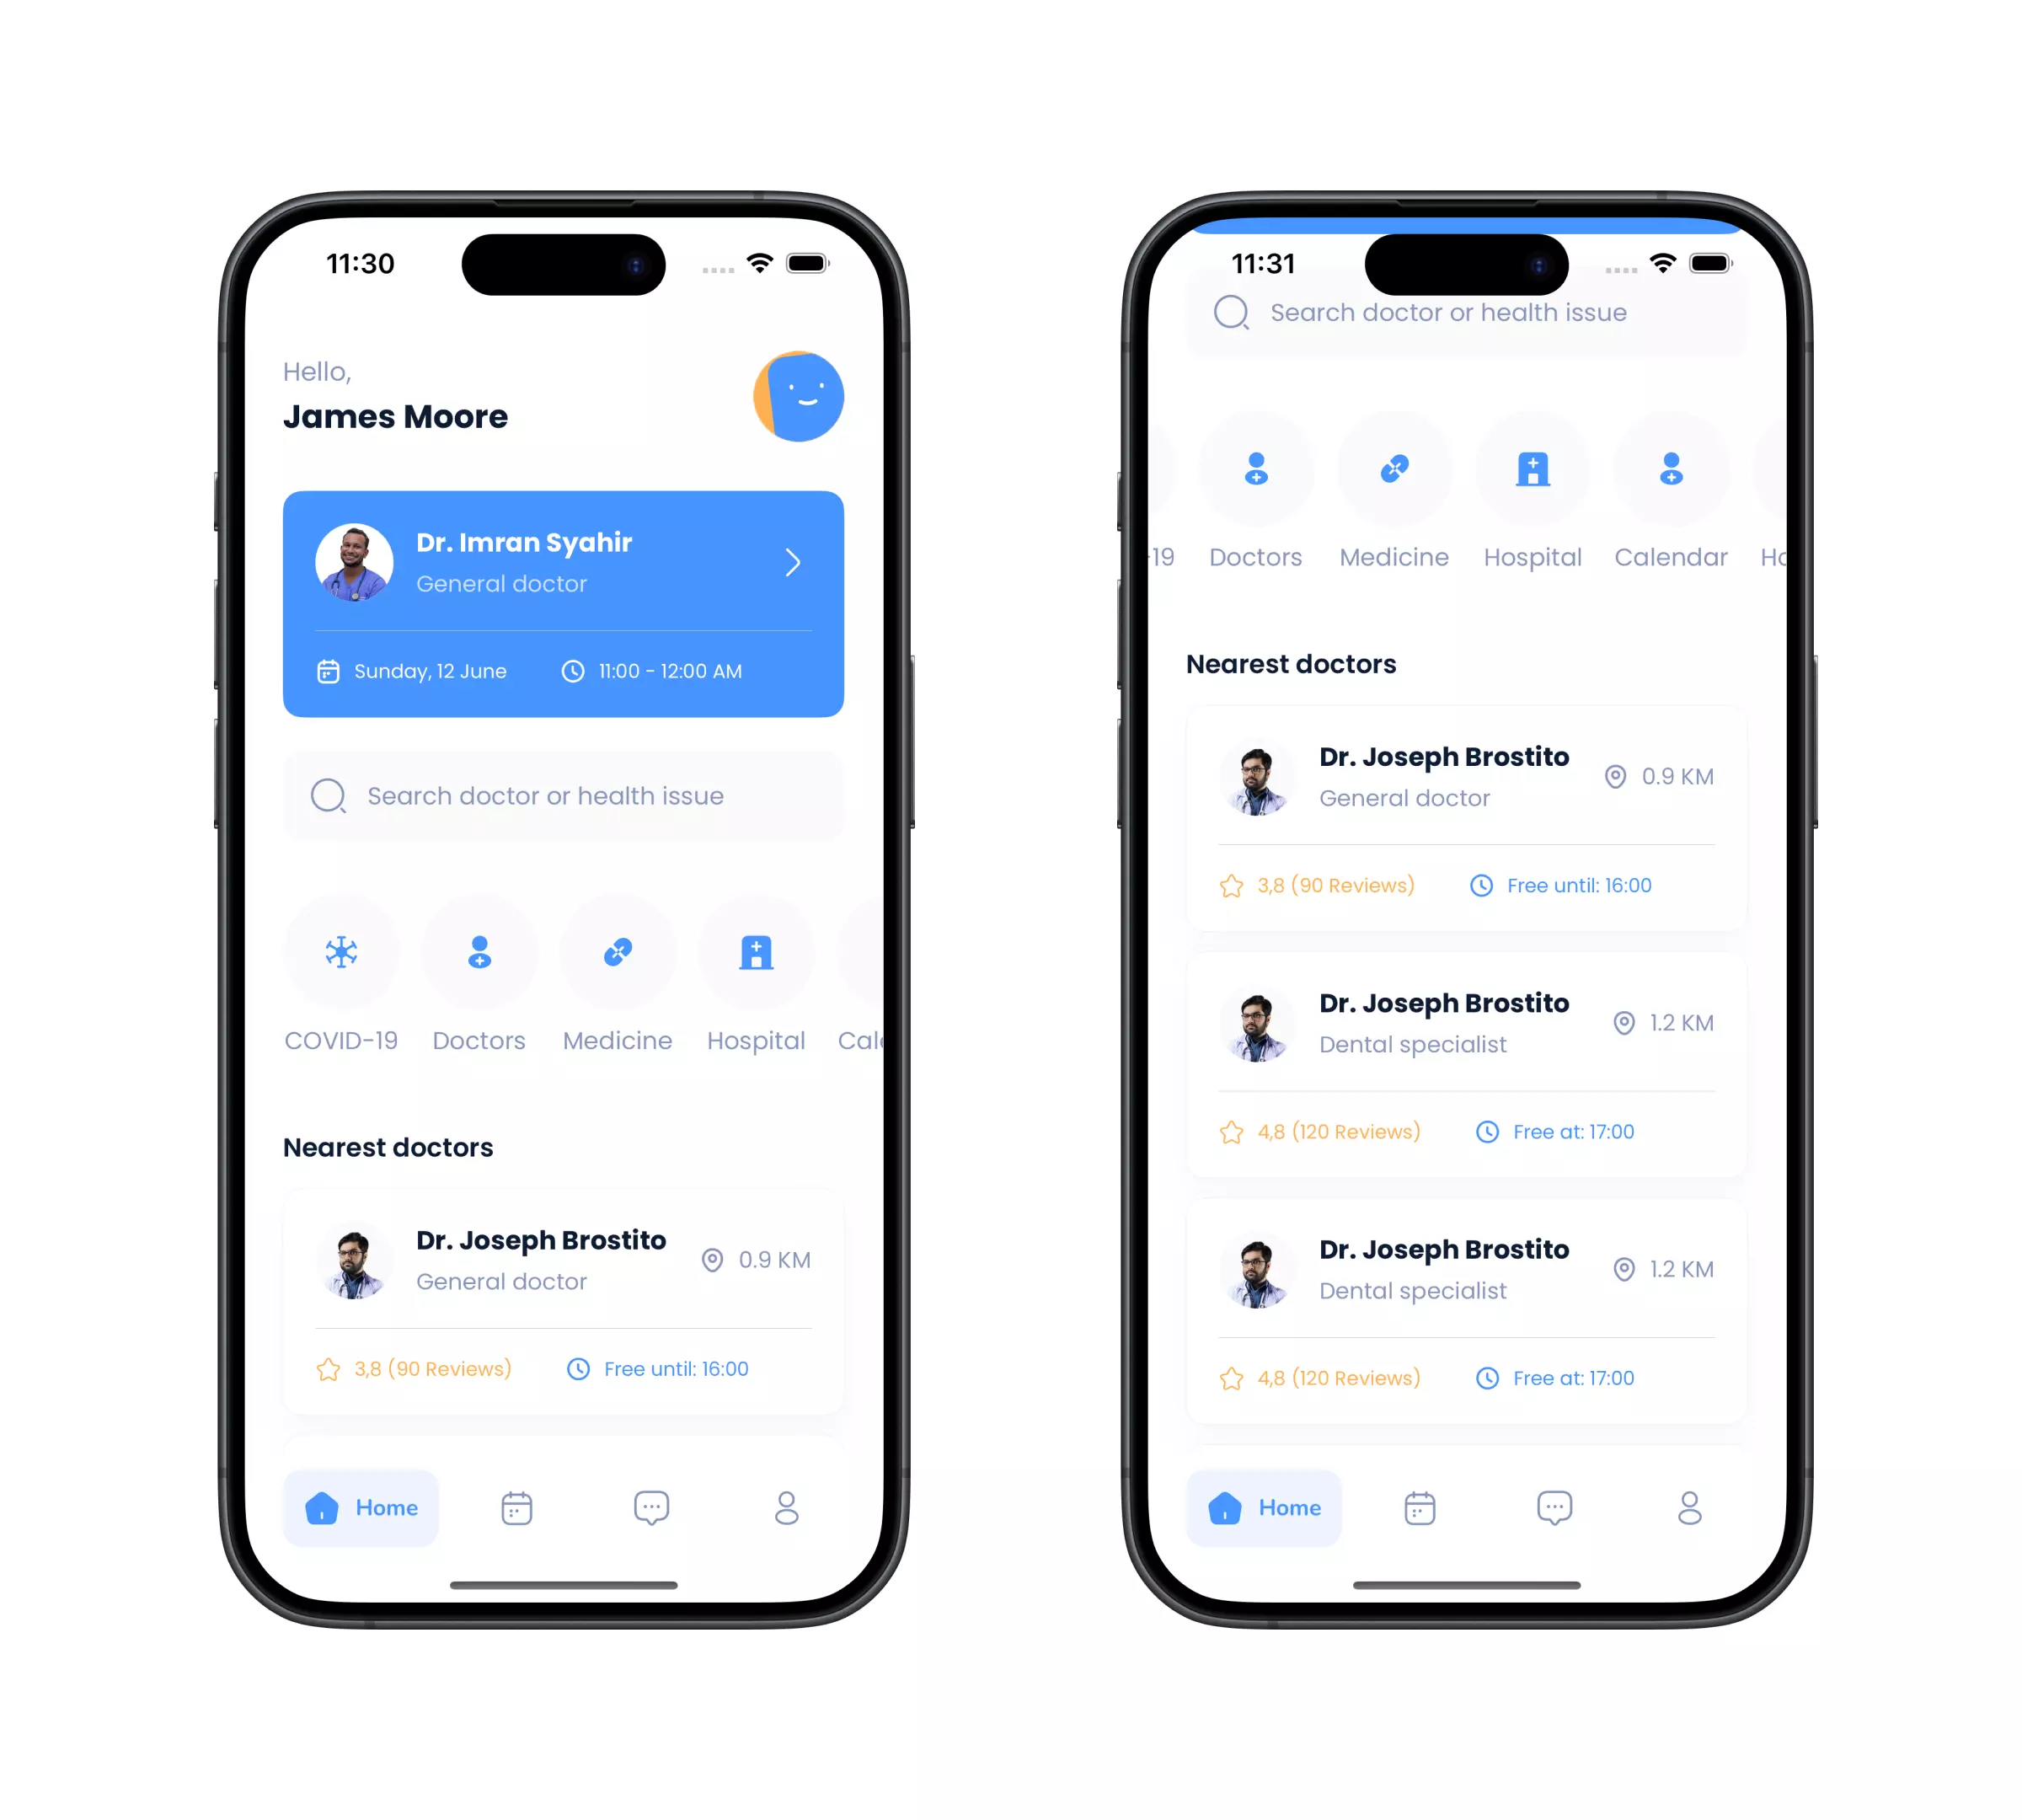 11:30
Hello,
James Moore
Dr. Imran Syahir
General doctor
Sunday, 12 June
11:00 - 12:00 AM
Search doctor or health issue
COVID-19
Doctors
Medicine
Hospital
Cale
Nearest doctors
Dr. Joseph Brostito
General doctor
0.9 KM
3,8 (90 Reviews)
Free until: 16:00
Home
11:31
Search doctor or health issue
-19
Doctors
Medicine
Hospital
Calendar
Ho
Nearest doctors
Dr. Joseph Brostito
General doctor
0.9 KM
3,8 (90 Reviews)
Free until: 16:00
Dr. Joseph Brostito
Dental specialist
1.2 KM
4,8 (120 Reviews)
Free at: 17:00
Dr. Joseph Brostito
Dental specialist
1.2 KM
4,8 (120 Reviews)
Free at: 17:00
Home